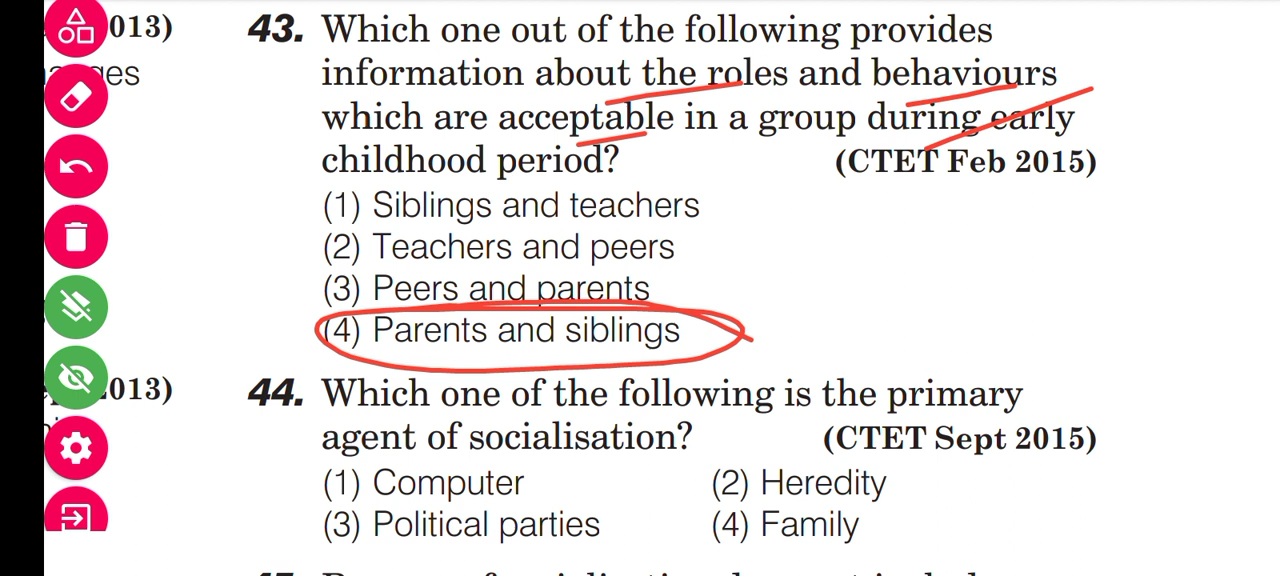 013)
ges
43. Which one out of the following provides
information about the roles and behaviours
which are acceptable in a group during early
childhood period? (CTET Feb 2015)
(1) Siblings and teachers
(2) Teachers and peers
(3) Peers and parents
(4) Parents and siblings
2013)
44. Which one of the following is the primary
agent of socialisation? (CTET Sept 2015)
(1) Computer (2) Heredity
(3) Political parties (4) Family